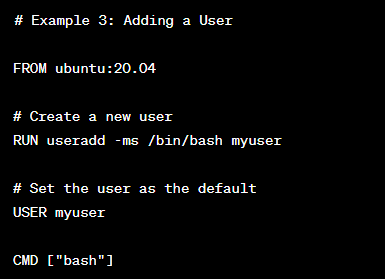 # Example 3: Adding a User
FROM ubuntu:20.04
# Create a new user
RUN useradd -ms /bin/bash myuser
# Set the user as the default
USER myuser
CMD ["bash"]